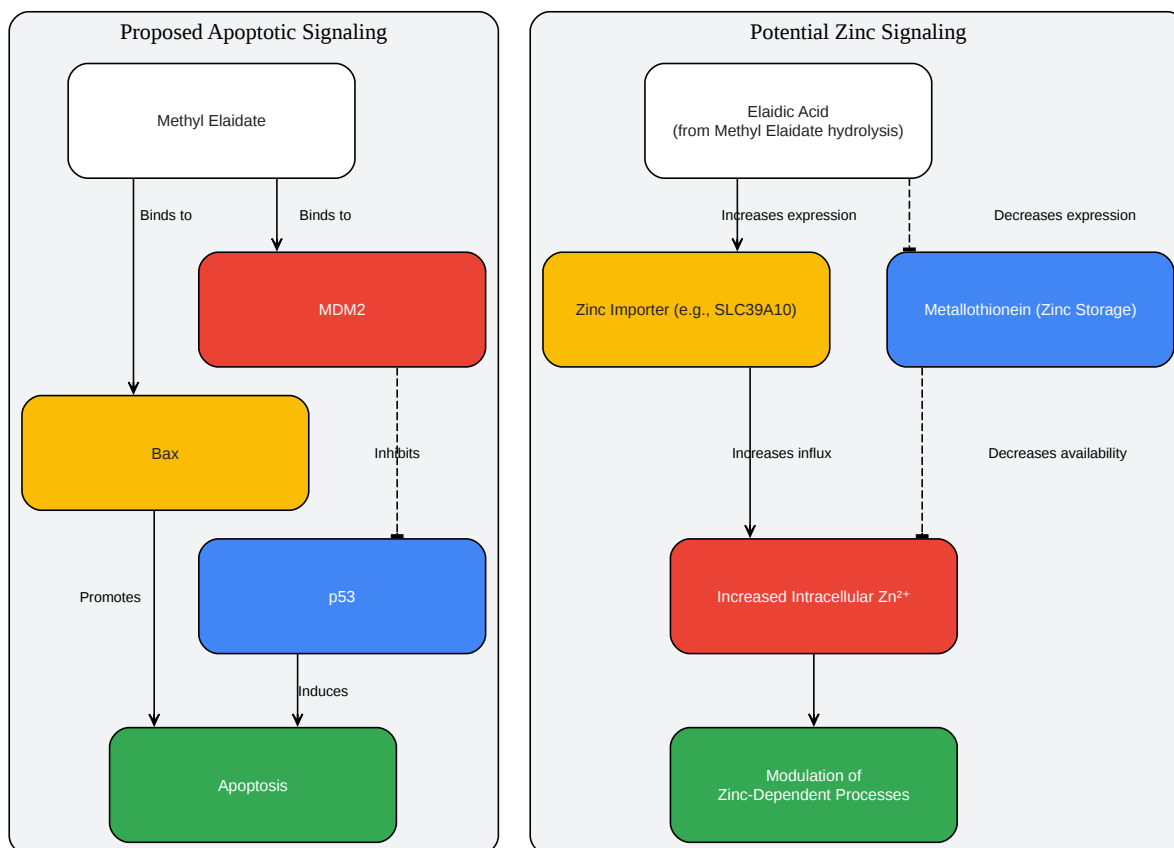 Proposed Apoptotic Signaling
Methyl Elaidate
Binds to
Binds to
MDM2
Bax
Inhibits
Promotes
p53
Induces
Apoptosis
Potential Zinc Signaling
Elaidic Acid
(from Methyl Elaidate hydrolysis)
Increases expression
Decreases expression
Zinc Importer (e.g., SLC39A10)
Metallothionein (Zinc Storage)
Increases influx
Decreases availability
Increased Intracellular Zn²⁺
Modulation of
Zinc-Dependent Processes